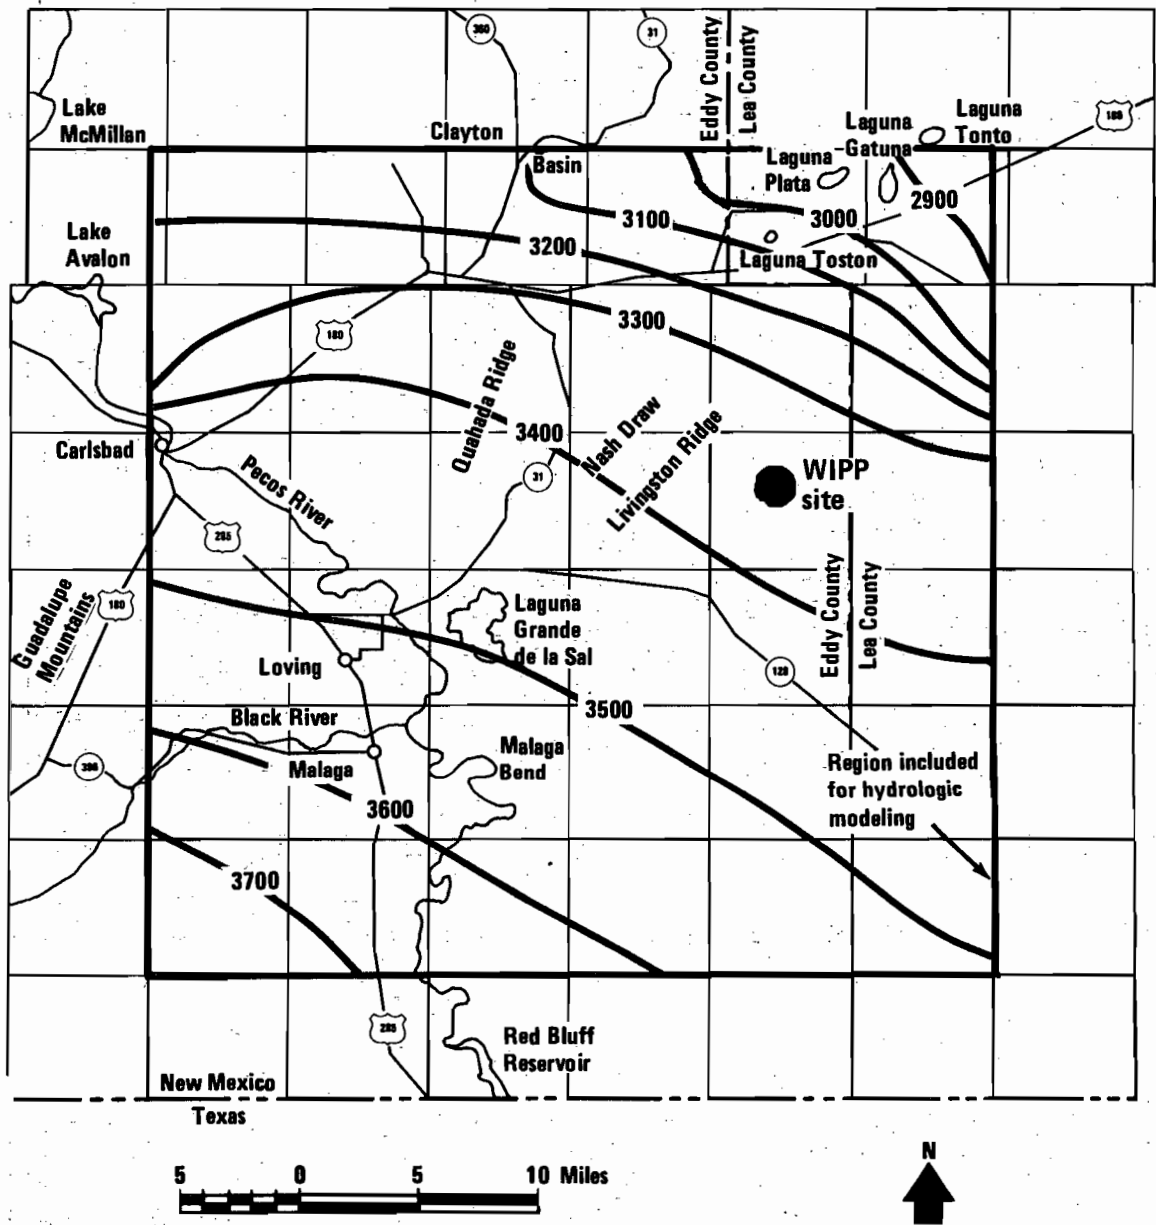 360
31
Eddy County
Lea County
Lake
McMillan
Clayton
Basin
Laguna
Gatuna
Laguna
Tonto
180
Laguna
Plata
2900
3000
3100
3200
Lake
Avalon
Laguna Toston
3300
180
Quahada Ridge
3400
Nash Draw
Livingston Ridge
Carlsbad
31
WIPP
site
Pecos River
285
Eddy County
Lea County
Guadalupe
Mountains
180
Laguna
Grande
de la Sal
Loving
128
3500
Black River
Malaga
Bend
396
Malaga
Region included
for hydrologic
modeling
3600
3700
285
Red Bluff
Reservoir
New Mexico
Texas
5 0 5 10 Miles
N